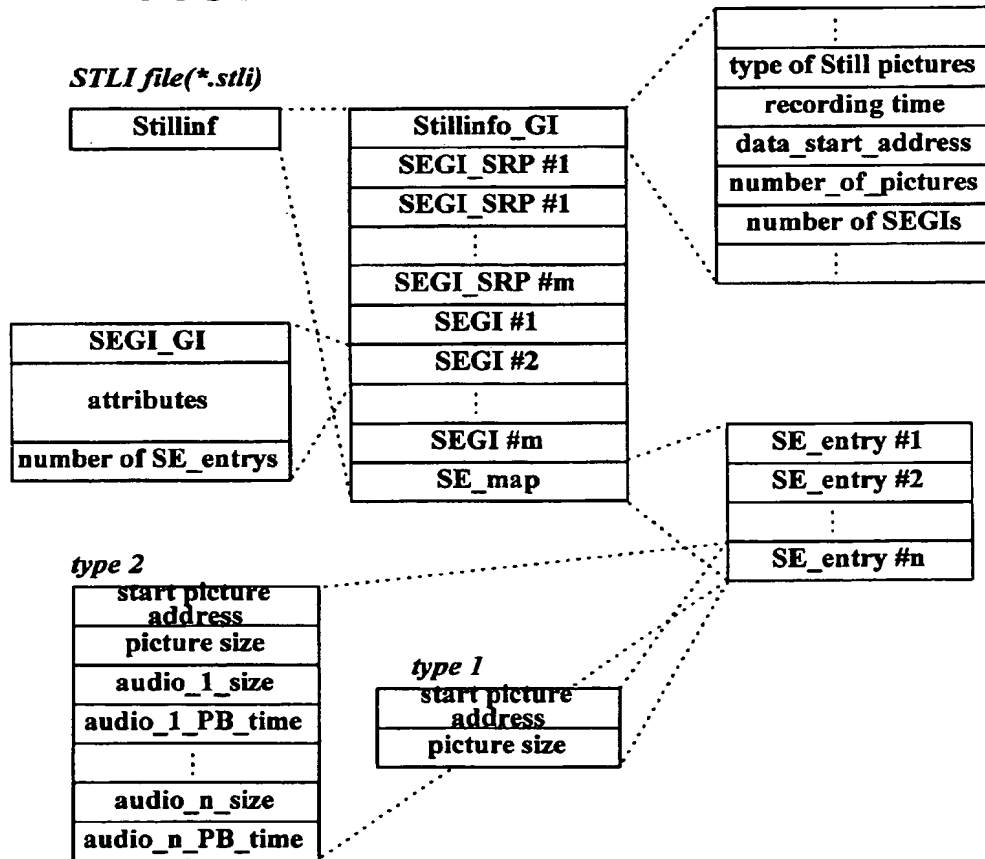 STLI file(*.stli)
Stillinf
Stillinfo_GI
SEGI_SRP #1
SEGI_SRP #1
SEGI_SRP #m
SEGI #1
SEGI #2
SEGI #m
SE_map
type of Still pictures
recording time
data_start_address
number_of_pictures
number of SEGIs
SEGI_GI
attributes
number of SE_entrys
SE_entry #1
SE_entry #2
SE_entry #n
type 2
start picture
address
picture size
audio_1_size
audio_1_PB_time
audio_n_size
audio_n_PB_time
type 1
start picture
address
picture size